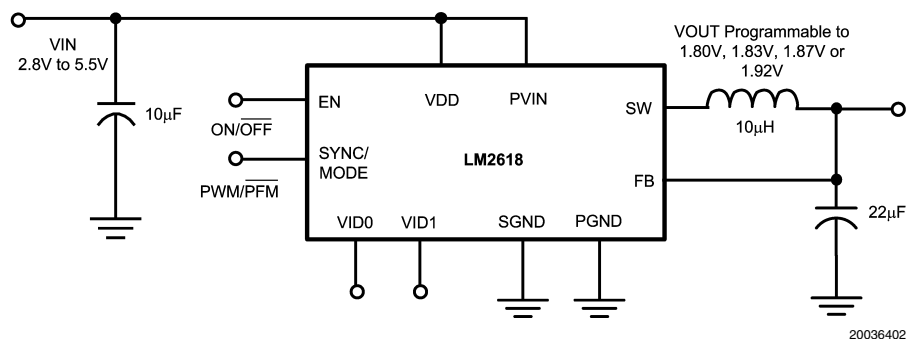 VIN
2.8V to 5.5V
10μF
ON/OFF
PWM/PFM
EN
SYNC/
MODE
VDD
PVIN
LM2618
SW
FB
VID0
VID1
SGND
PGND
VOUT Programmable to
1.80V, 1.83V, 1.87V or
1.92V
10μH
22μF
20036402